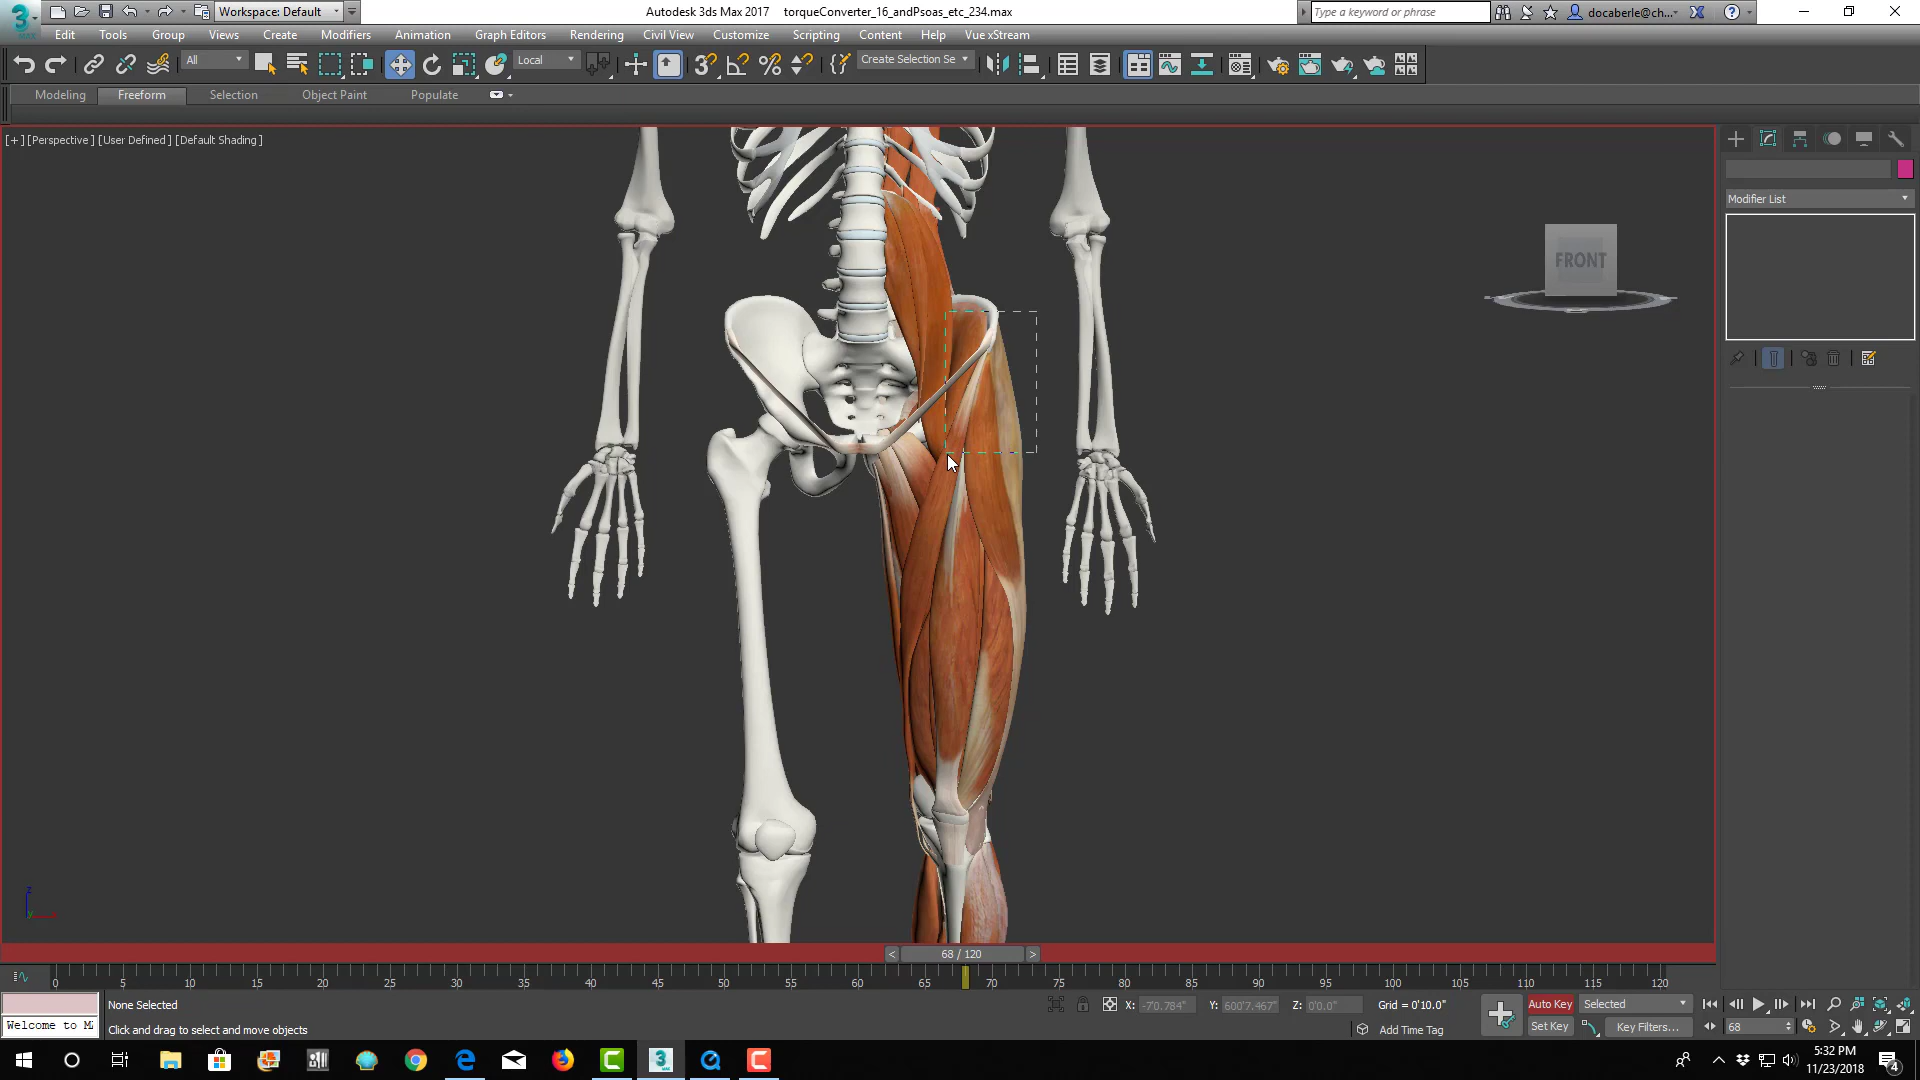 Workspace: Default
Autodesk 3ds Max 2017 torqueConverter_16_andPsoas_etc_234.max
Type a keyword or phrase
docaberle@ch...
3
MAX
Edit Tools Group Views Create Modifiers Animation Graph Editors Rendering Civil View Customize Scripting Content Help Vue xStream
All
Local
3
Create Selection Se
Modeling Freeform Selection Object Paint Populate
[+] [Perspective ] [User Defined ] [Default Shading ]
Modifier List
FRONT
z
y
< 68 / 120 >
0 5 10 15 20 25 30 35 40 45 50 55 60 65 70 75 80 85 90 95 100 105 110 115 120
None Selected
X: -7'0.784" Y: 600'7.467" Z: 0'0.0" Grid = 0'10.0"
Auto Key Selected
Welcome to M
Click and drag to select and move objects
Add Time Tag
Set Key Key Filters...
68
5:32 PM
11/23/2018
4